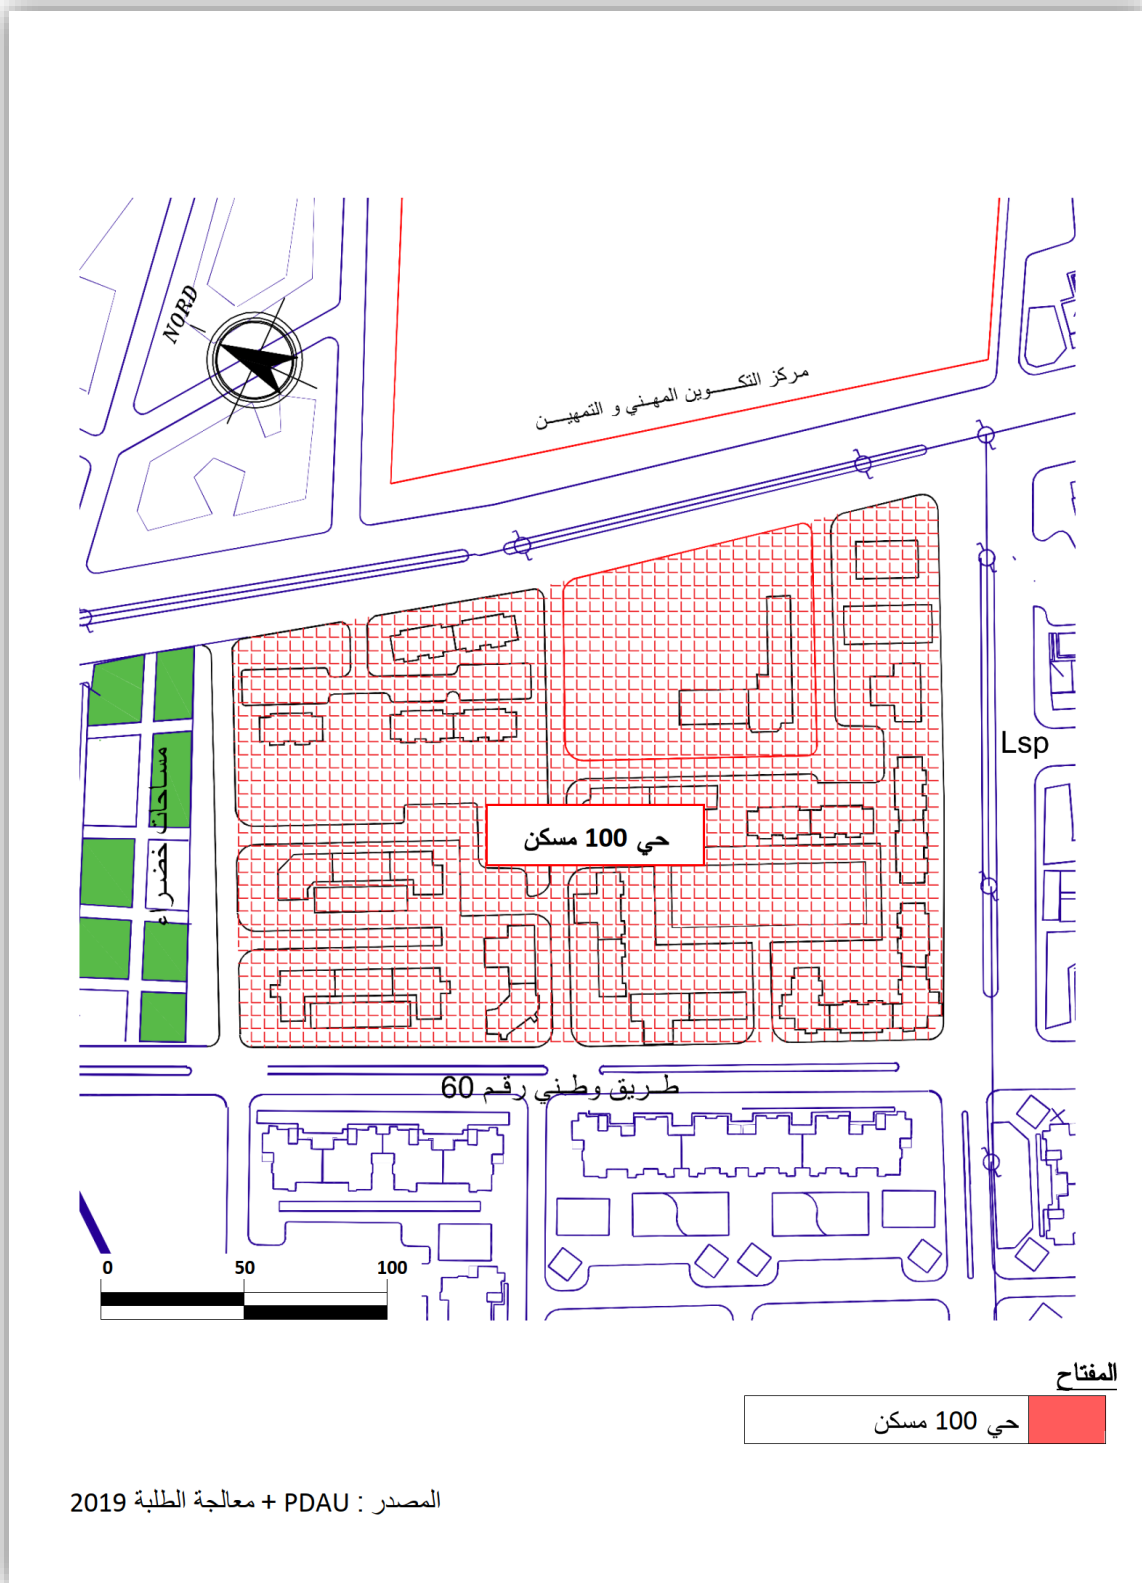 NORD
مركز التكـــوين المهـني و التمهيـــن
Lsp
مساحات خضراء
حي 100 مسكن
طـريق وطـني رقـم 60
0 50 100
المفتاح
حي 100 مسكن
المصدر : PDAU + معالجة الطلبة 2019